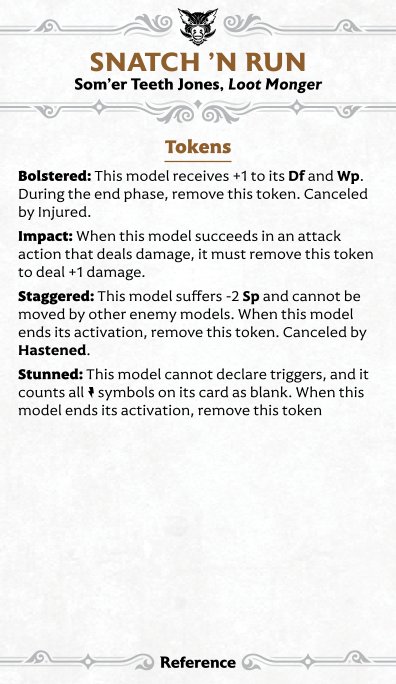 SNATCH ’N RUN
Som’er Teeth Jones, Loot Monger
Tokens
Bolstered: This model receives +1 to its Df and Wp.
During the end phase, remove this token. Canceled
by Injured.
Impact: When this model succeeds in an attack
action that deals damage, it must remove this token
to deal +1 damage.
Staggered: This model suffers -2 Sp and cannot be
moved by other enemy models. When this model
ends its activation, remove this token. Canceled by
Hastened.
Stunned: This model cannot declare triggers, and it
counts all symbols on its card as blank. When this
model ends its activation, remove this token
Reference